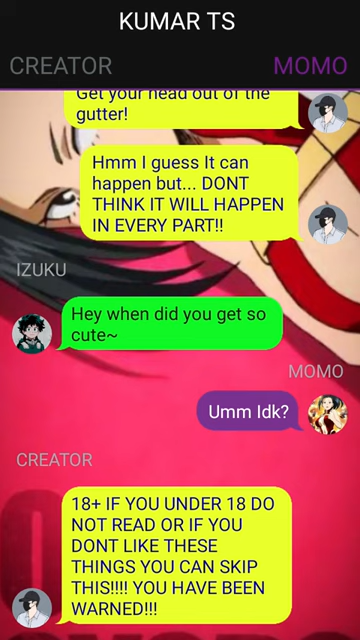 KUMAR TS
CREATOR
MOMO
Get your head out of the
gutter!
Hmm I guess It can
happen but... DONT
THINK IT WILL HAPPEN
IN EVERY PART!!
IZUKU
Hey when did you get so
cute~
MOMO
Umm Idk?
CREATOR
18+ IF YOU UNDER 18 DO
NOT READ OR IF YOU
DONT LIKE THESE
THINGS YOU CAN SKIP
THIS!!!! YOU HAVE BEEN
WARNED!!!